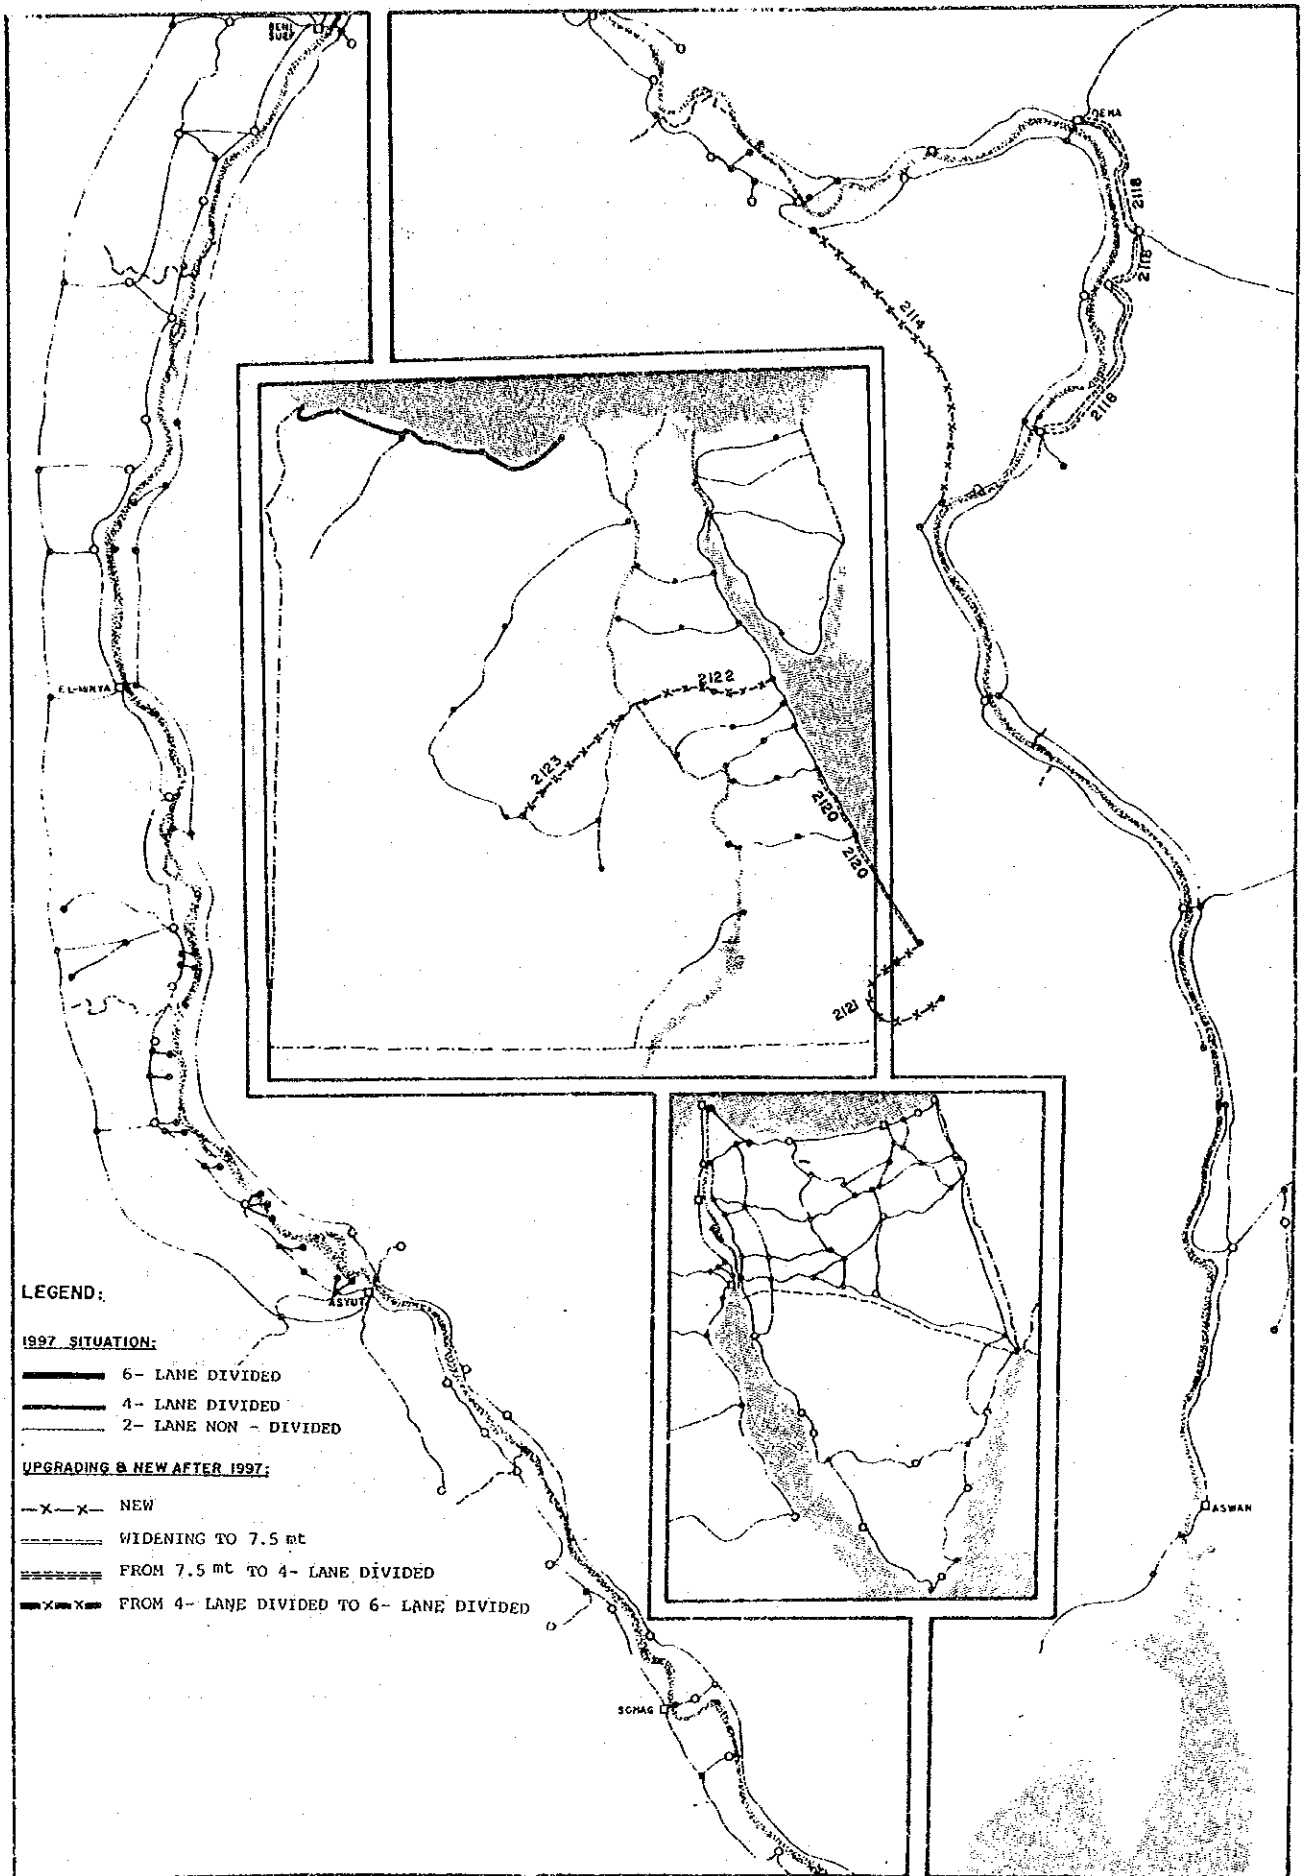 BENI
SUEF
QENA
2118
2118
2114
2118
EL-MINYA
2122
2123
2120
2120
2121
ASYUT
LEGEND:
1997 SITUATION:
6- LANE DIVIDED
4- LANE DIVIDED
2- LANE NON - DIVIDED
UPGRADING & NEW AFTER 1997:
NEW
WIDENING TO 7.5 mt
FROM 7.5 mt TO 4- LANE DIVIDED
FROM 4- LANE DIVIDED TO 6- LANE DIVIDED
ASWAN
SOHAG